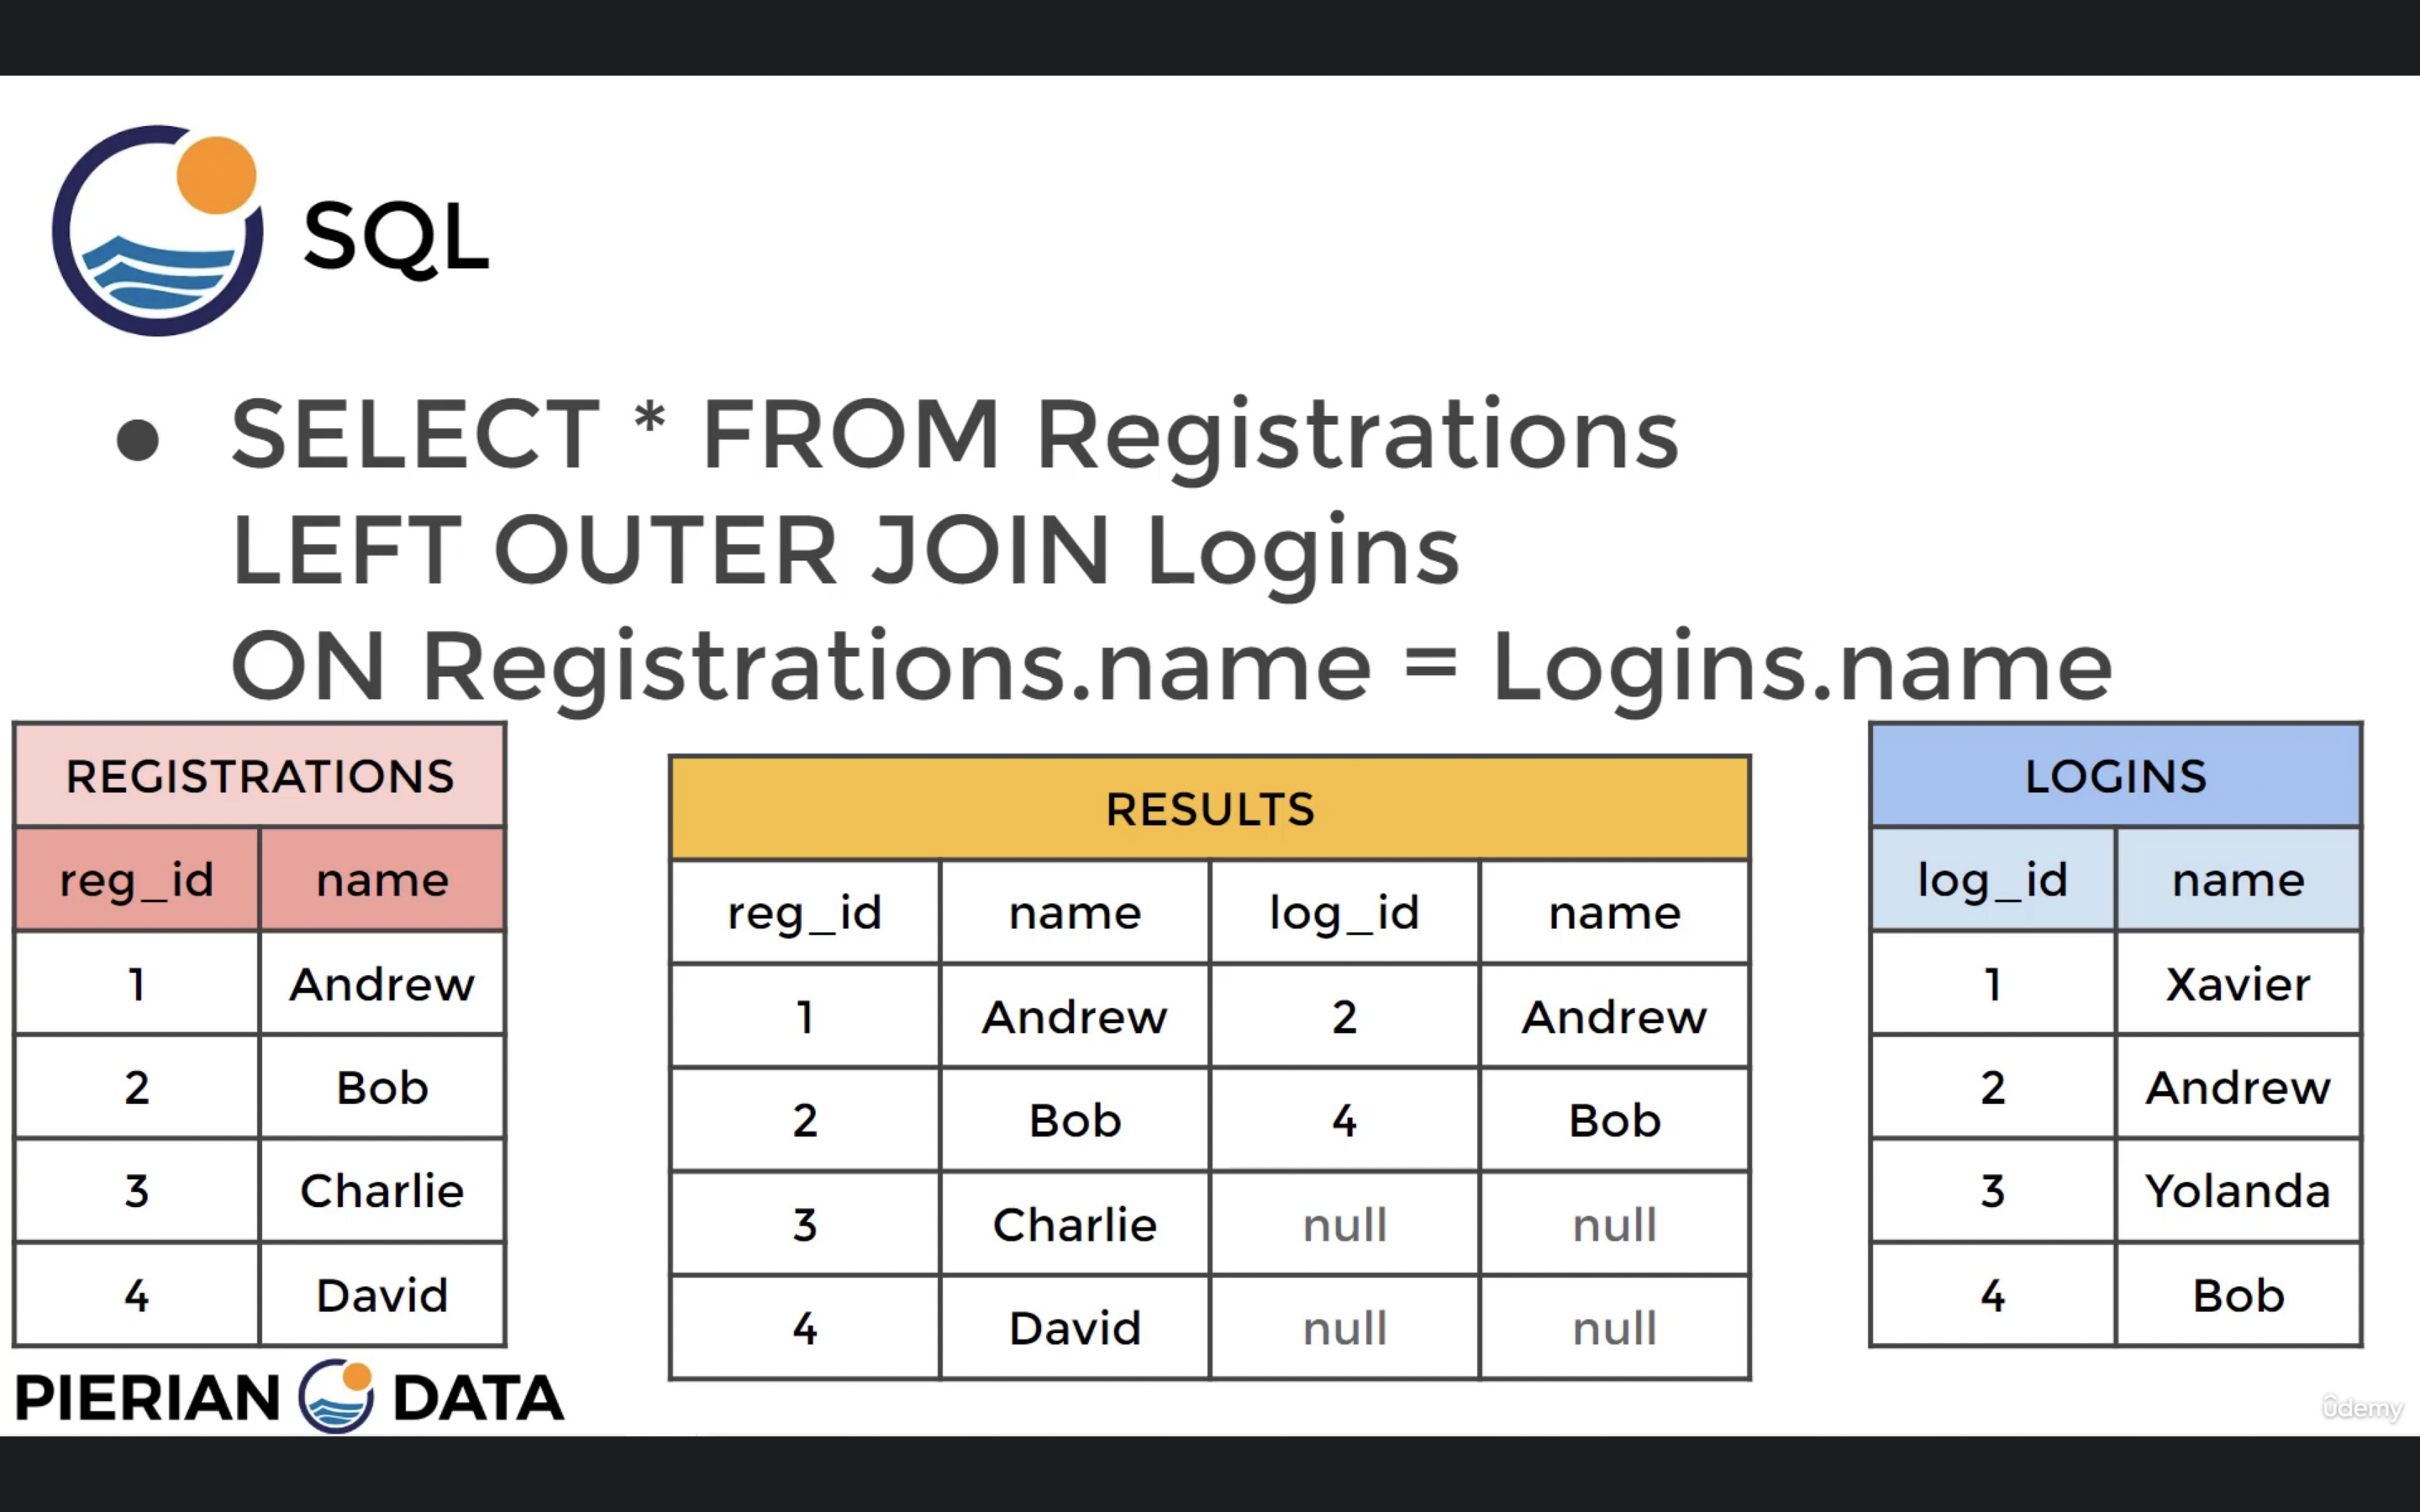 SQL
● SELECT * FROM Registrations
LEFT OUTER JOIN Logins
ON Registrations.name = Logins.name
REGISTRATIONS
reg_id name
1 Andrew
2 Bob
3 Charlie
4 David
RESULTS
reg_id name log_id name
1 Andrew 2 Andrew
2 Bob 4 Bob
3 Charlie null null
4 David null null
LOGINS
log_id name
1 Xavier
2 Andrew
3 Yolanda
4 Bob
PIERIAN DATA
ûdemy